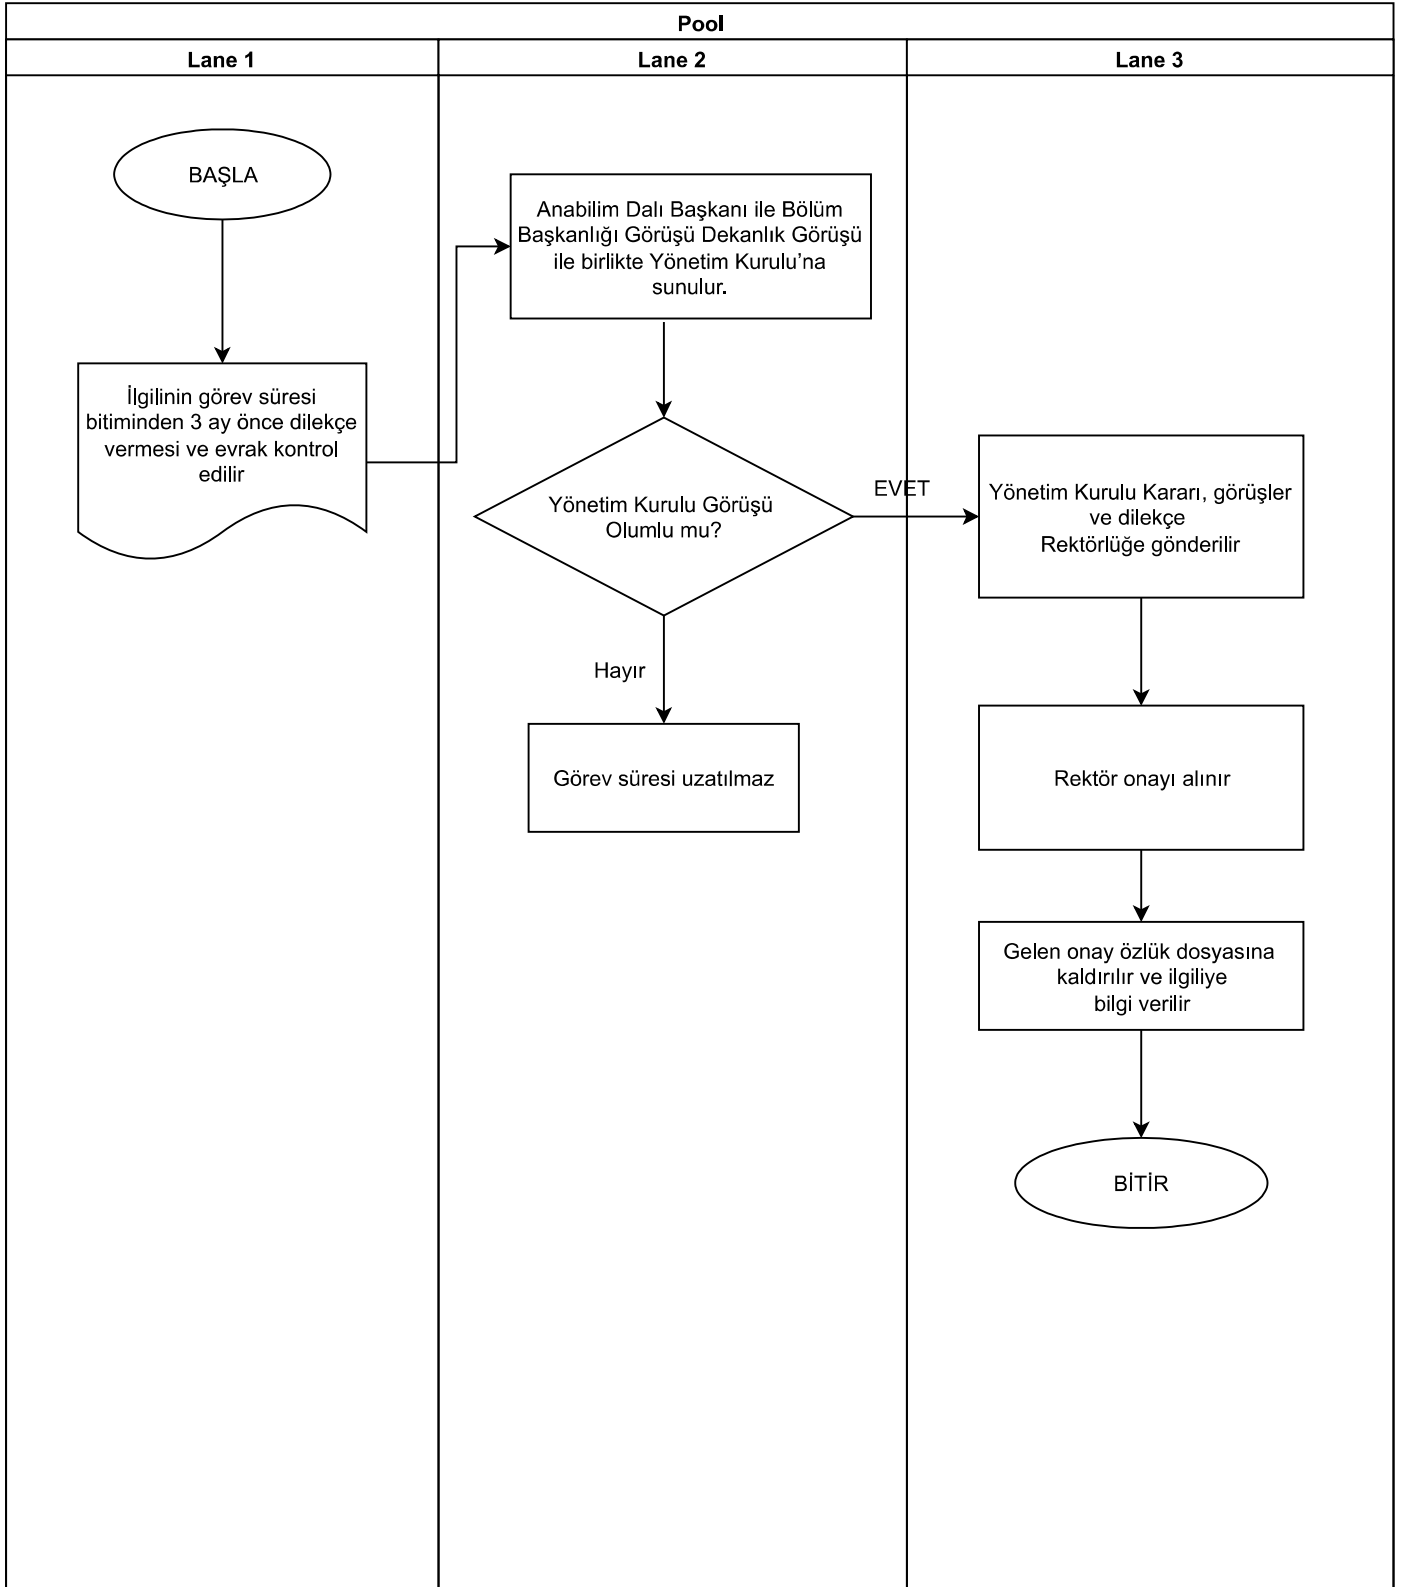 Pool
Lane 1
Lane 2
Lane 3
BAŞLA
İlgilinin görev süresi
bitiminden 3 ay önce dilekçe
vermesi ve evrak kontrol
edilir
Anabilim Dalı Başkanı ile Bölüm
Başkanlığı Görüşü Dekanlık Görüşü
ile birlikte Yönetim Kurulu’na
sunulur.
Yönetim Kurulu Görüşü
Olumlu mu?
EVET
Hayır
Görev süresi uzatılmaz
Yönetim Kurulu Kararı, görüşler
ve dilekçe
Rektörlüğe gönderilir
Rektör onayı alınır
Gelen onay özlük dosyasına
kaldırılır ve ilgiliye
bilgi verilir
BİTİR